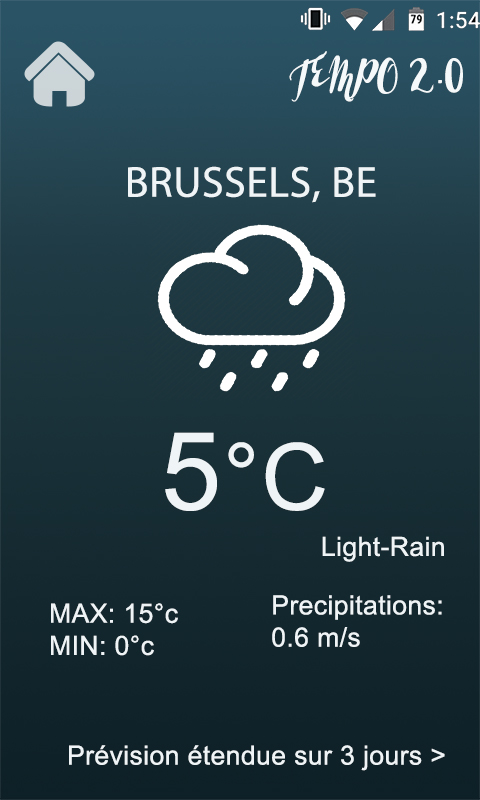 79 1:54
TEMPO 2.0
BRUSSELS, BE
5°C
Light-Rain
MAX: 15°c
MIN: 0°c
Precipitations:
0.6 m/s
Prévision étendue sur 3 jours >